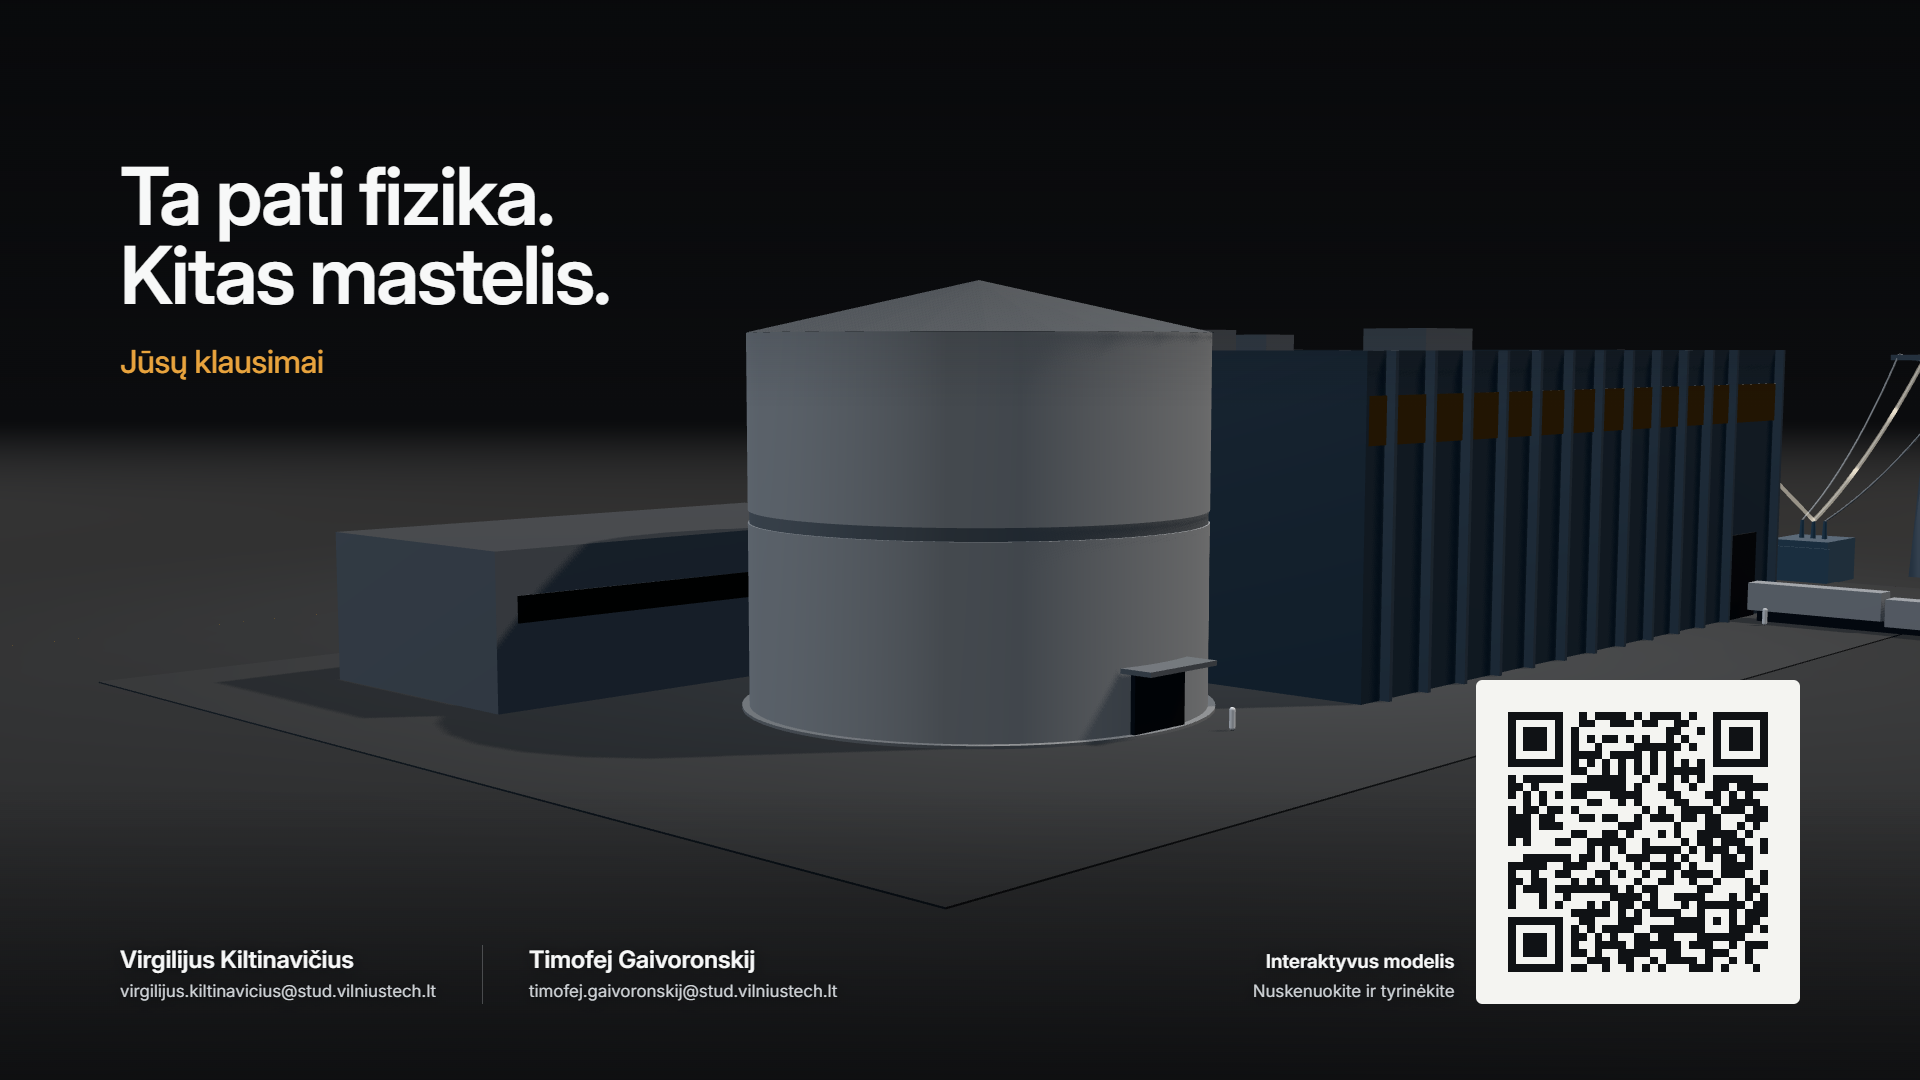 Ta pati fizika.
Kitas mastelis.
Jūsų klausimai
Virgilijus Kiltinavičius
virgilijus.kiltinavicius@stud.vilniustech.lt
Timofej Gaivoronskij
timofej.gaivoronskij@stud.vilniustech.lt
Interaktyvus modelis
Nuskenuokite ir tyrinėkite